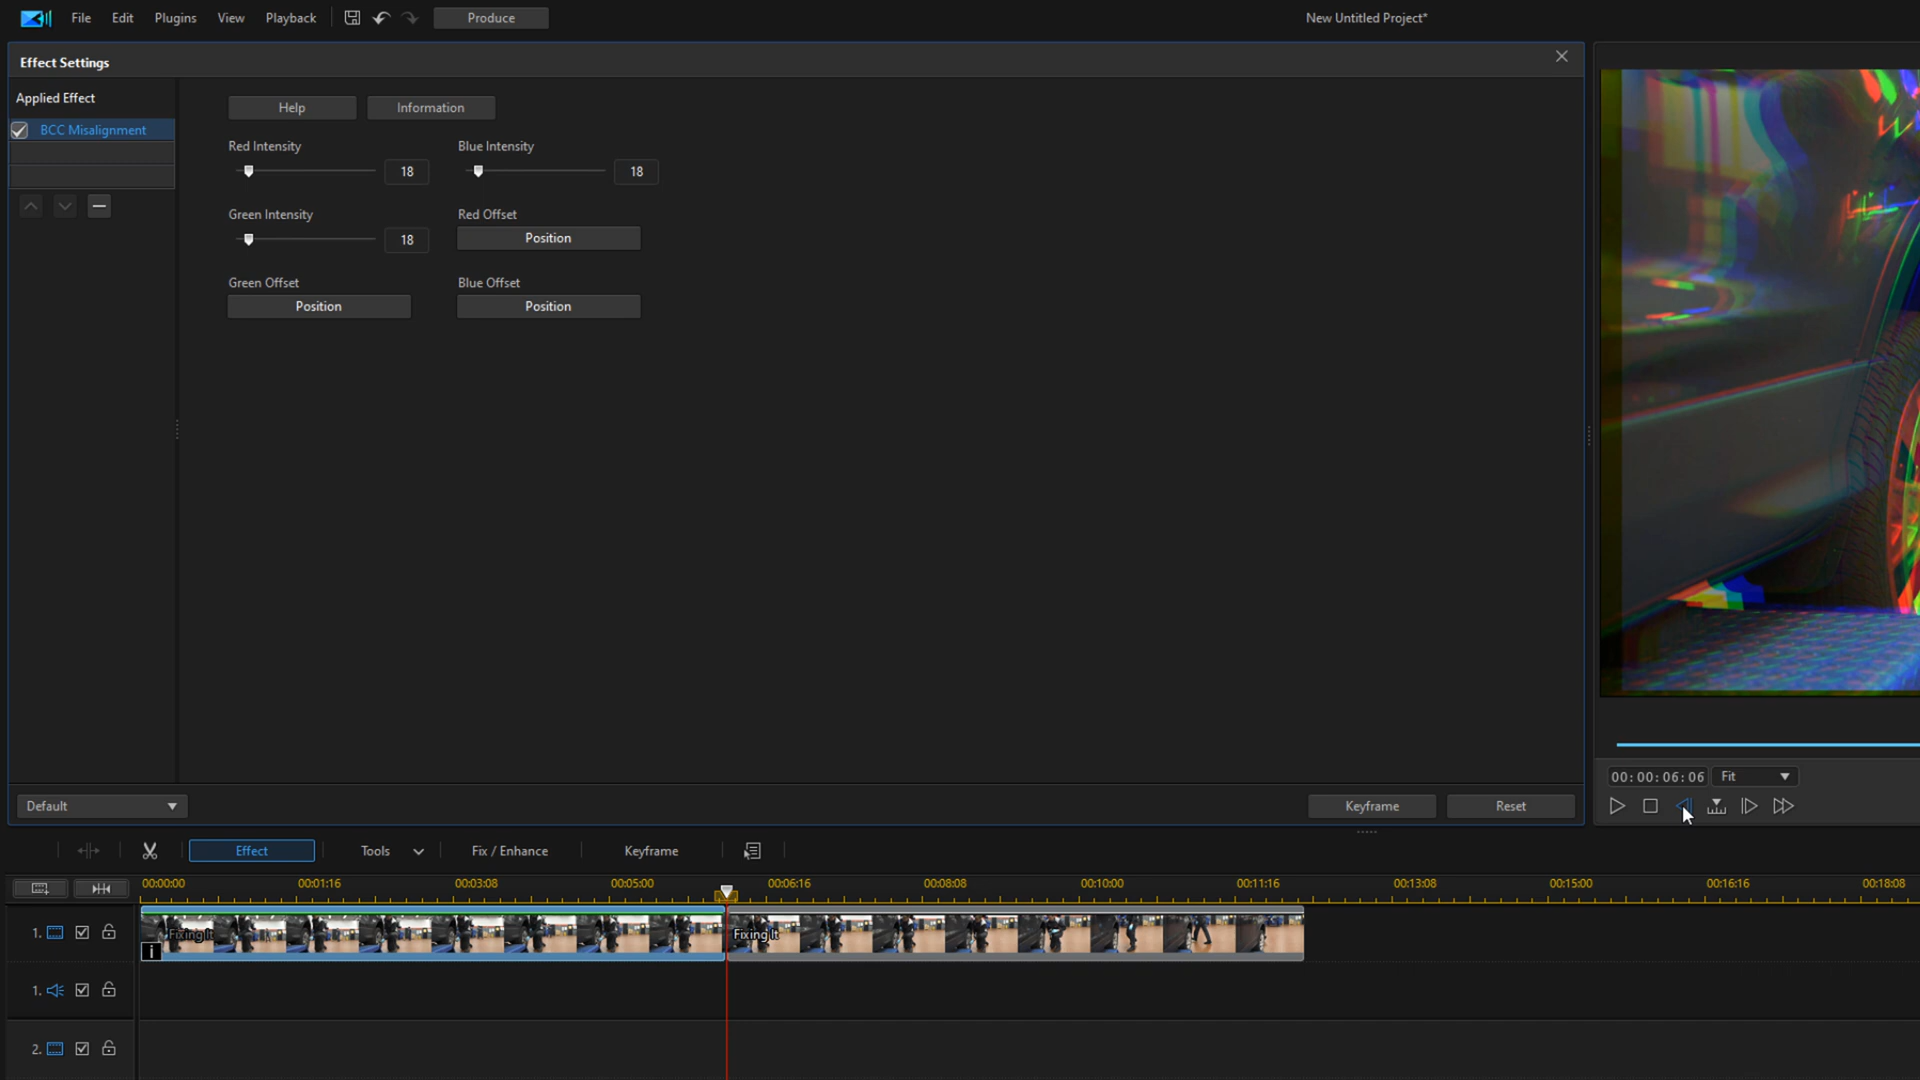 File Edit Plugins View Playback Produce New Untitled Project*
Effect Settings
Applied Effect
Help Information
BCC Misalignment
Red Intensity Blue Intensity
18 18
Green Intensity Red Offset
18 Position
Green Offset Blue Offset
Position Position
00:00:06:06 Fit
Default Keyframe Reset
Effect Tools Fix / Enhance Keyframe
00:00:00 00:01:16 00:03:08 00:05:00 00:06:16 00:08:08 00:10:00 00:11:16 00:13:08 00:15:00 00:16:16 00:18:08
1. Fixing It Fixing It
i
1.
2.